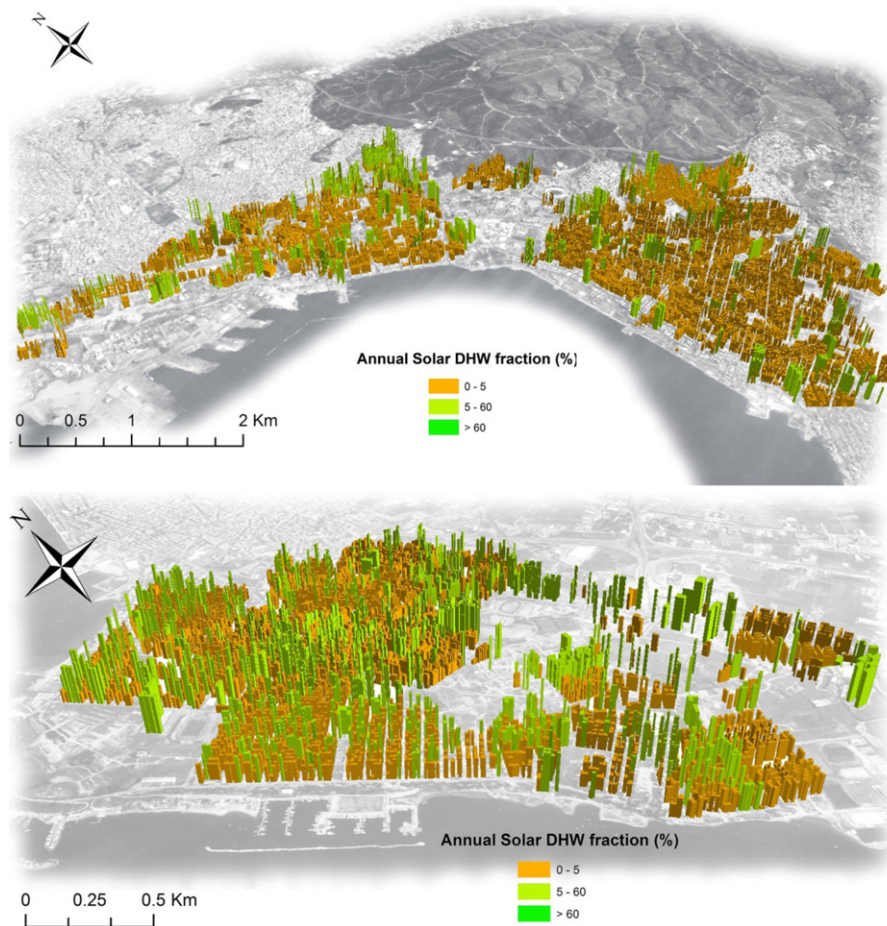 N
Annual Solar DHW fraction (%)
0 - 5
5 - 60
> 60
0 0.5 1 2 Km
N
Annual Solar DHW fraction (%)
0 - 5
5 - 60
> 60
0 0.25 0.5 Km